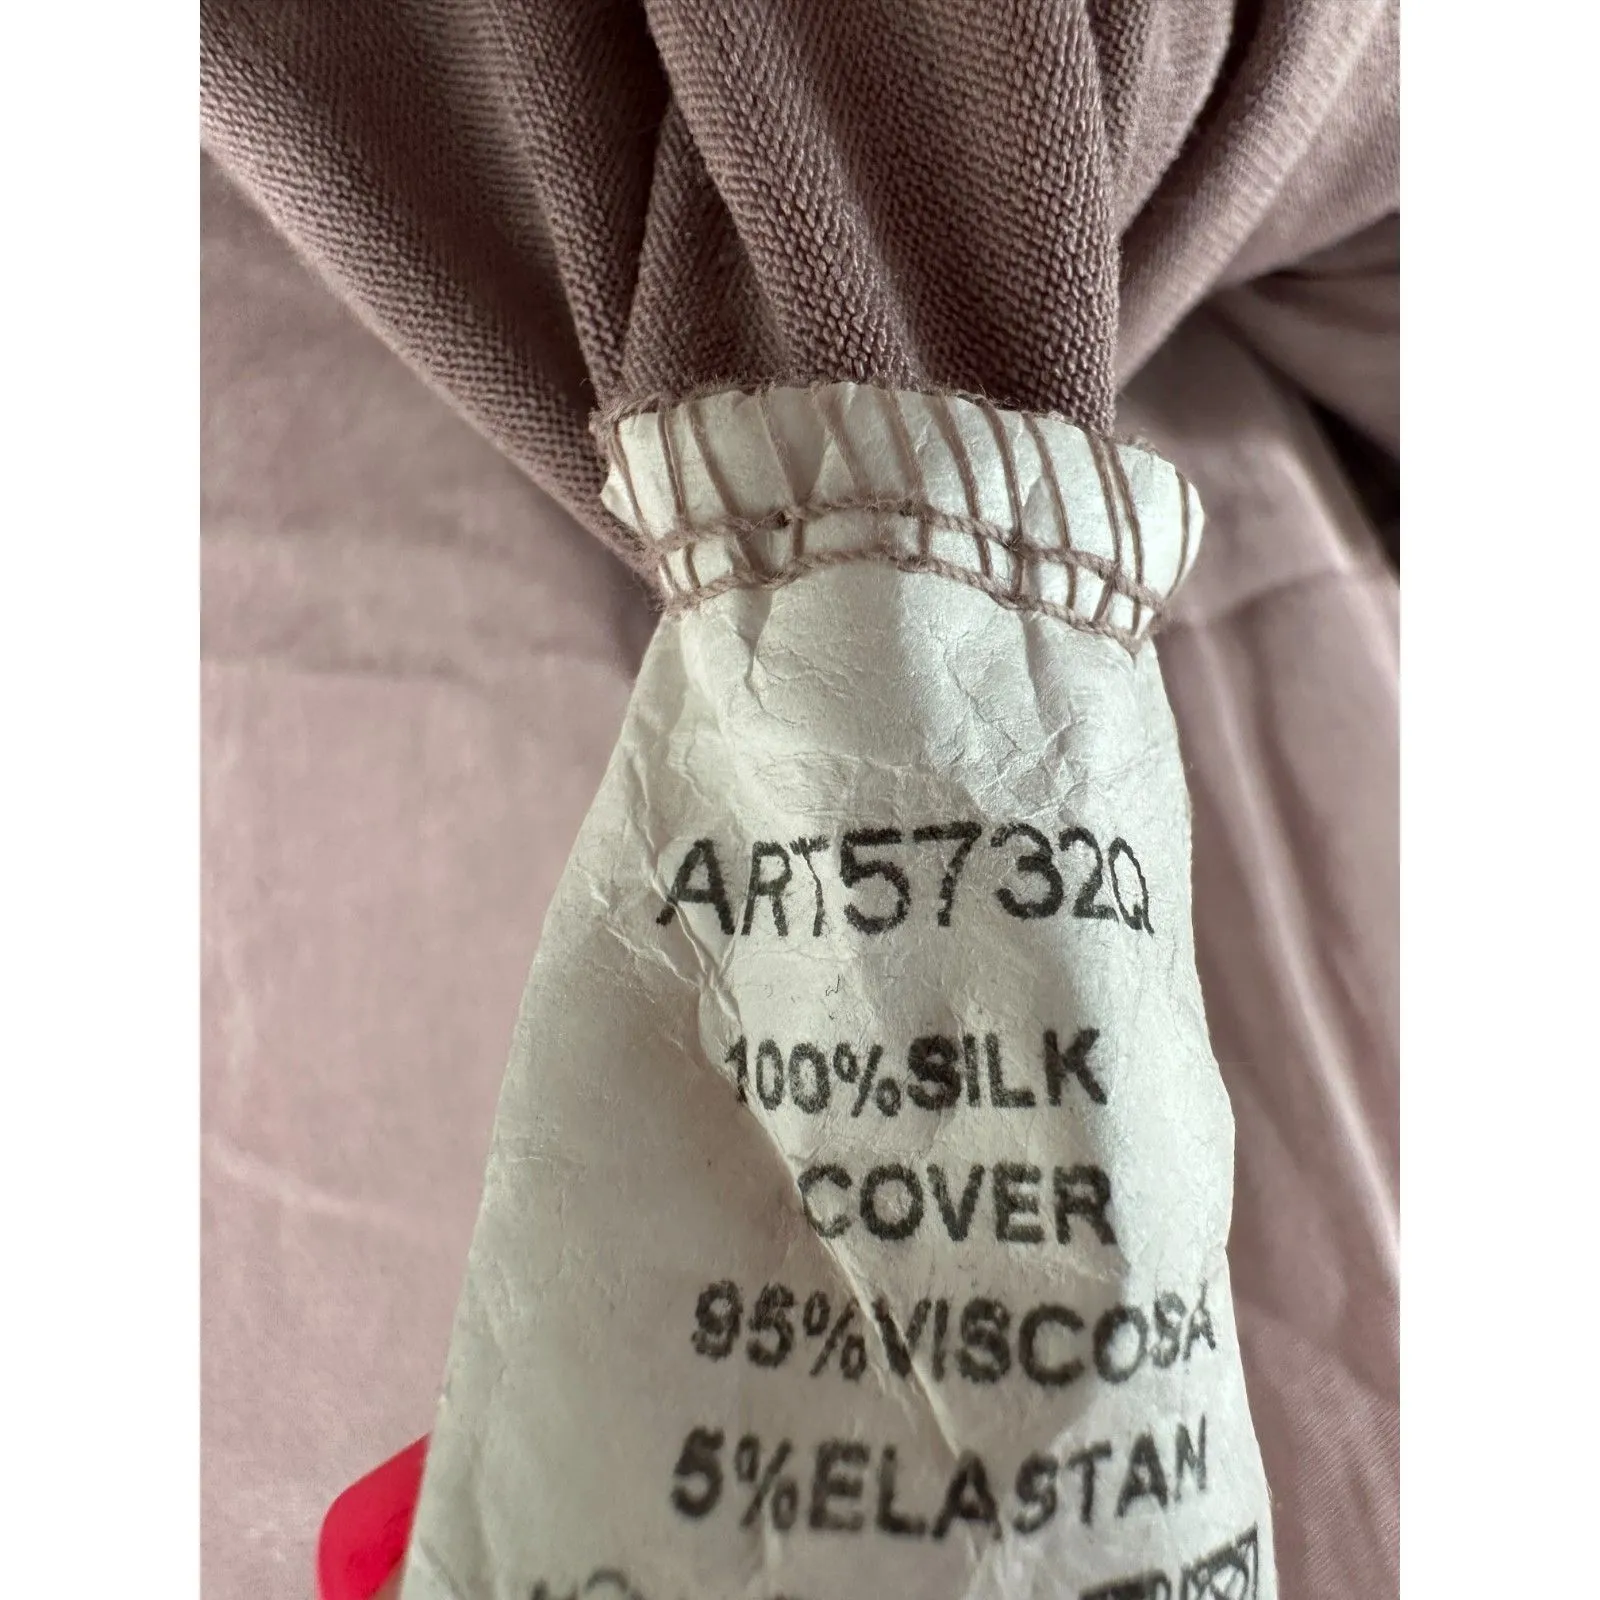 ART5732Q
100%SILK
COVER
95%VISCOSA
5%ELASTAN